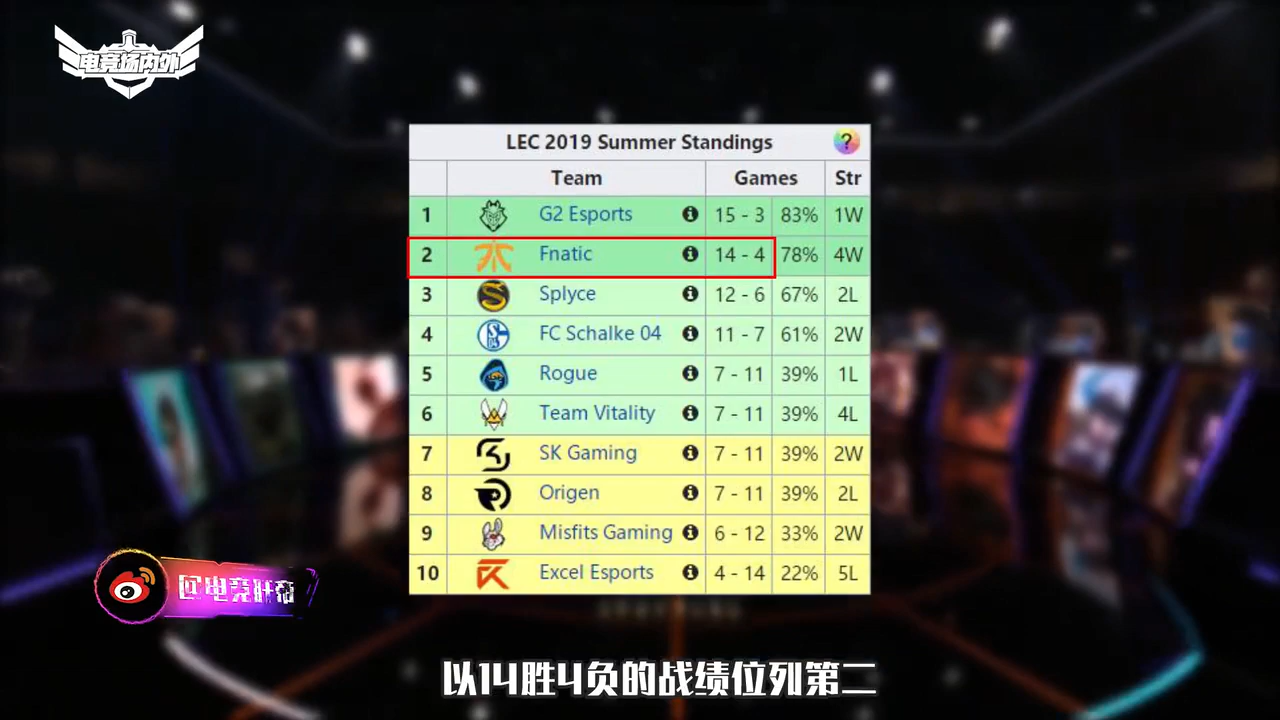 电竞场内外
LEC 2019 Summer Standings ?
Team Games Str
1 G2 Esports 15 - 3 83% 1W
2 Fnatic 14 - 4 78% 4W
3 Splyce 12 - 6 67% 2L
4 FC Schalke 04 11 - 7 61% 2W
5 Rogue 7 - 11 39% 1L
6 Team Vitality 7 - 11 39% 4L
7 SK Gaming 7 - 11 39% 2W
8 Origen 7 - 11 39% 2L
9 Misfits Gaming 6 - 12 33% 2W
10 Excel Esports 4 - 14 22% 5L
@电竞
以14胜4负的战绩位列第二